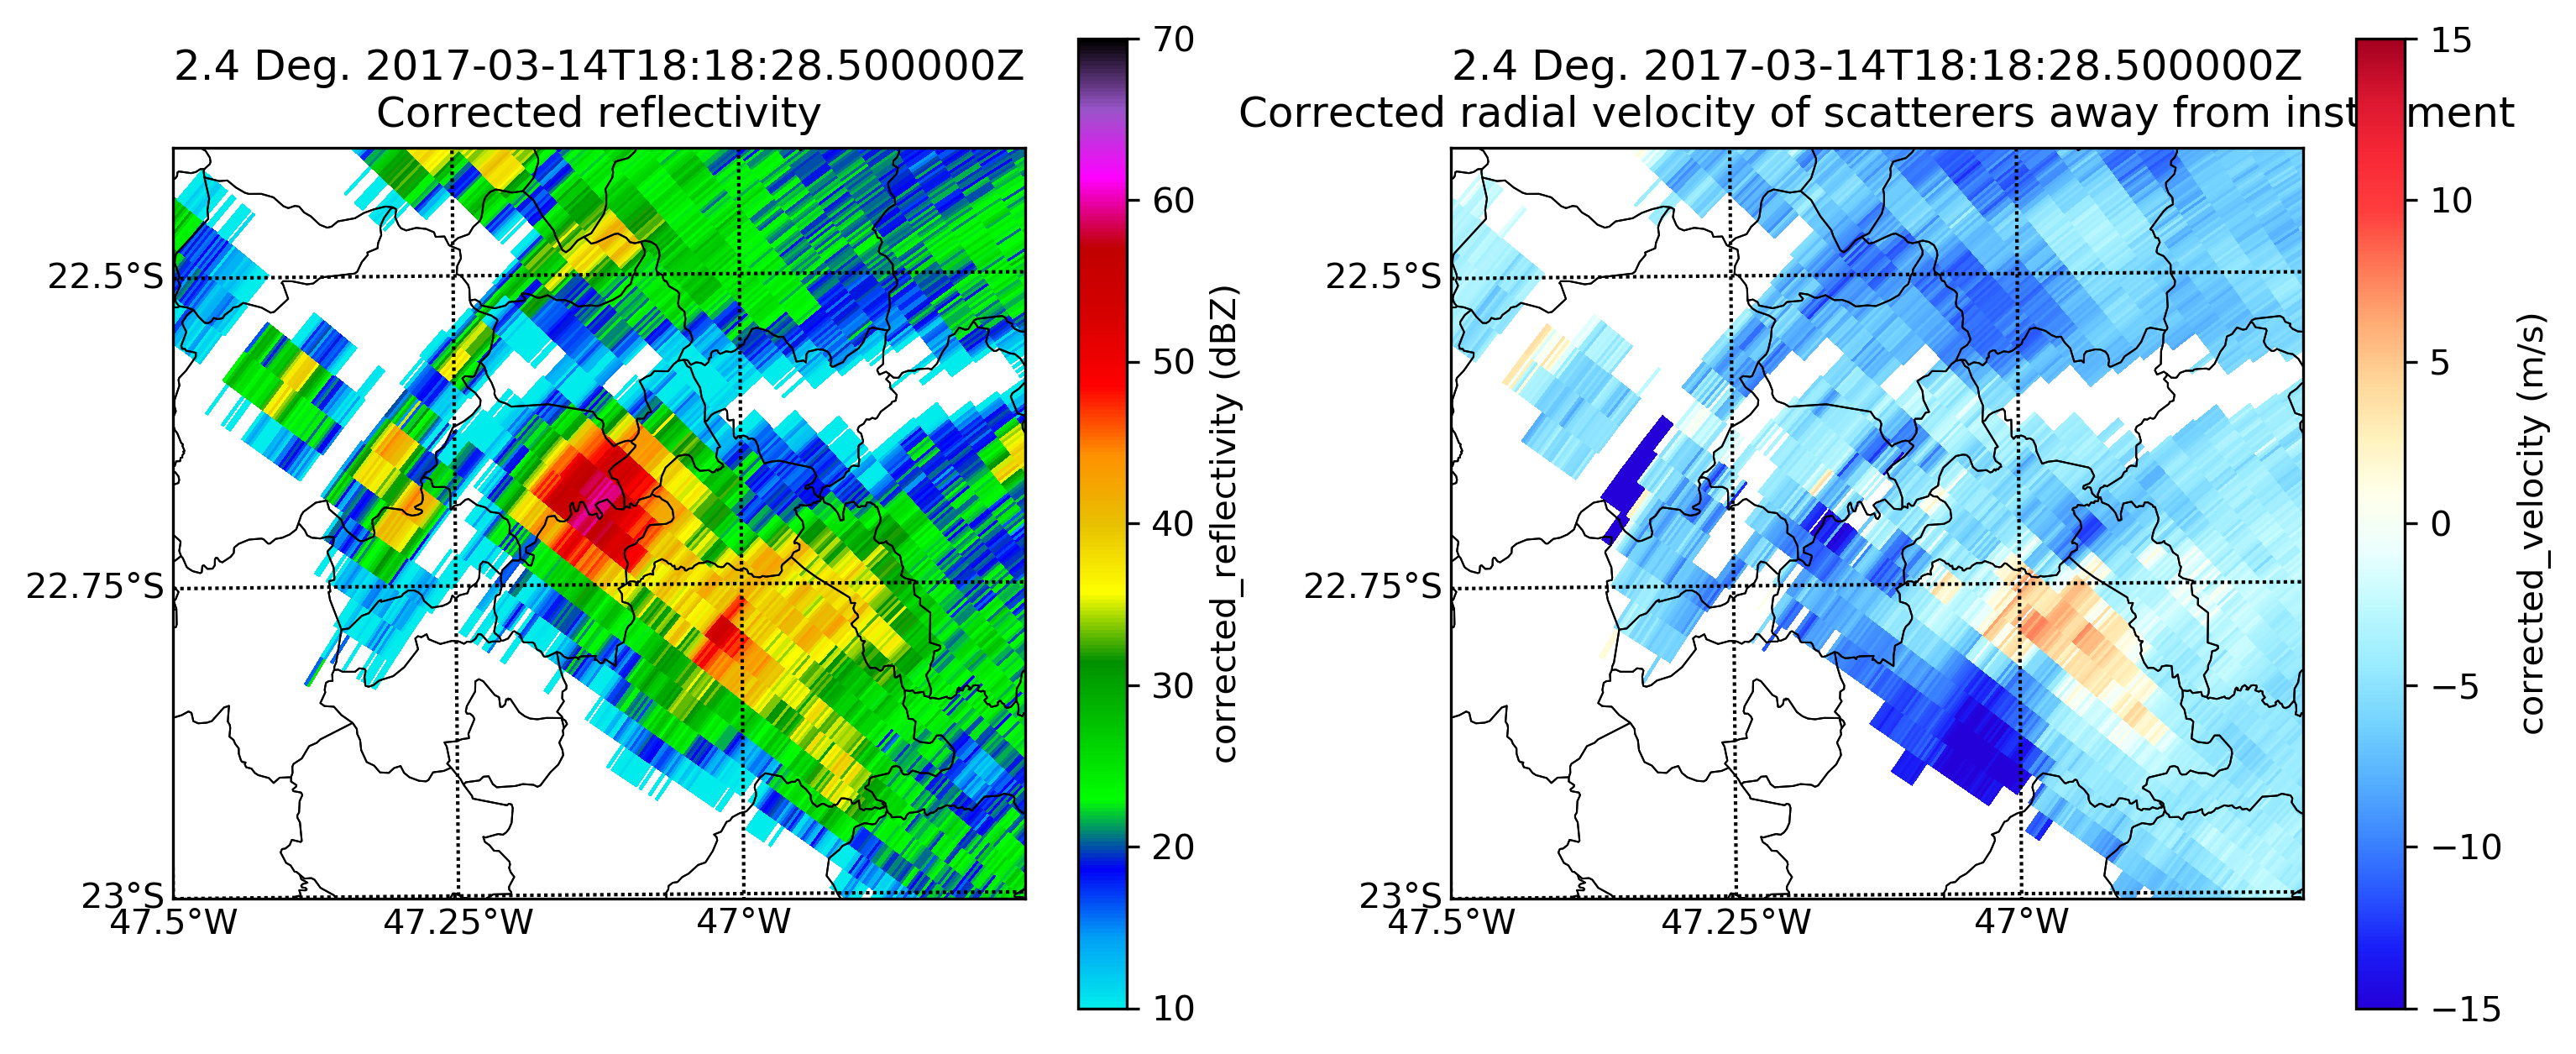 2.4 Deg. 2017-03-14T18:18:28.500000Z
Corrected reflectivity
22.5°S
22.75°S
23°S
47.5°W
47.25°W
47°W
70
60
50
40
30
20
10
corrected_reflectivity (dBZ)
2.4 Deg. 2017-03-14T18:18:28.500000Z
Corrected radial velocity of scatterers away from inst ment
22.5°S
22.75°S
23°S
47.5°W
47.25°W
47°W
15
10
5
0
−5
−10
−15
corrected_velocity (m/s)